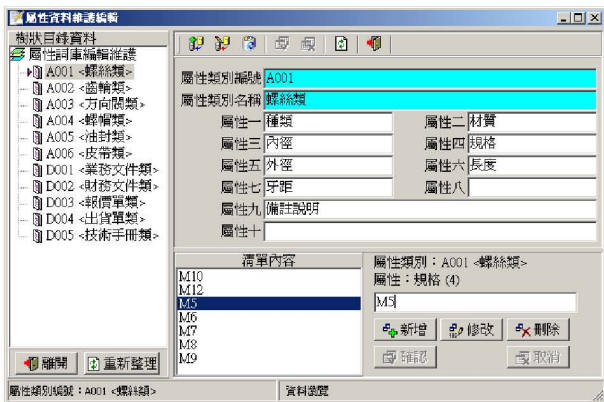 屬性資料維護編輯
樹狀目錄資料
屬性詞庫編輯維護
A001 <螺絲類>
A002 <齒輪類>
A003 <方向閥類>
A004 <螺帽類>
A005 <油封類>
A006 <皮帶類>
D001 <業務文件類>
D002 <財務文件類>
D003 <報價單類>
D004 <出貨單類>
D005 <技術手冊類>
離開 重新整理
屬性類別編號 A001
屬性類別名稱 螺絲類
屬性一 種類 屬性二 材質
屬性三 內徑 屬性四 規格
屬性五 外徑 屬性六 長度
屬性七 牙距 屬性八
屬性九 備註說明
屬性十
清單內容
M10
M12
M5
M6
M7
M8
M9
屬性類別：A001 <螺絲類>
屬性：規格 (4)
M5
新增 修改 刪除
確認 取消
屬性類別編號：A001 <螺絲類> 資料瀏覽